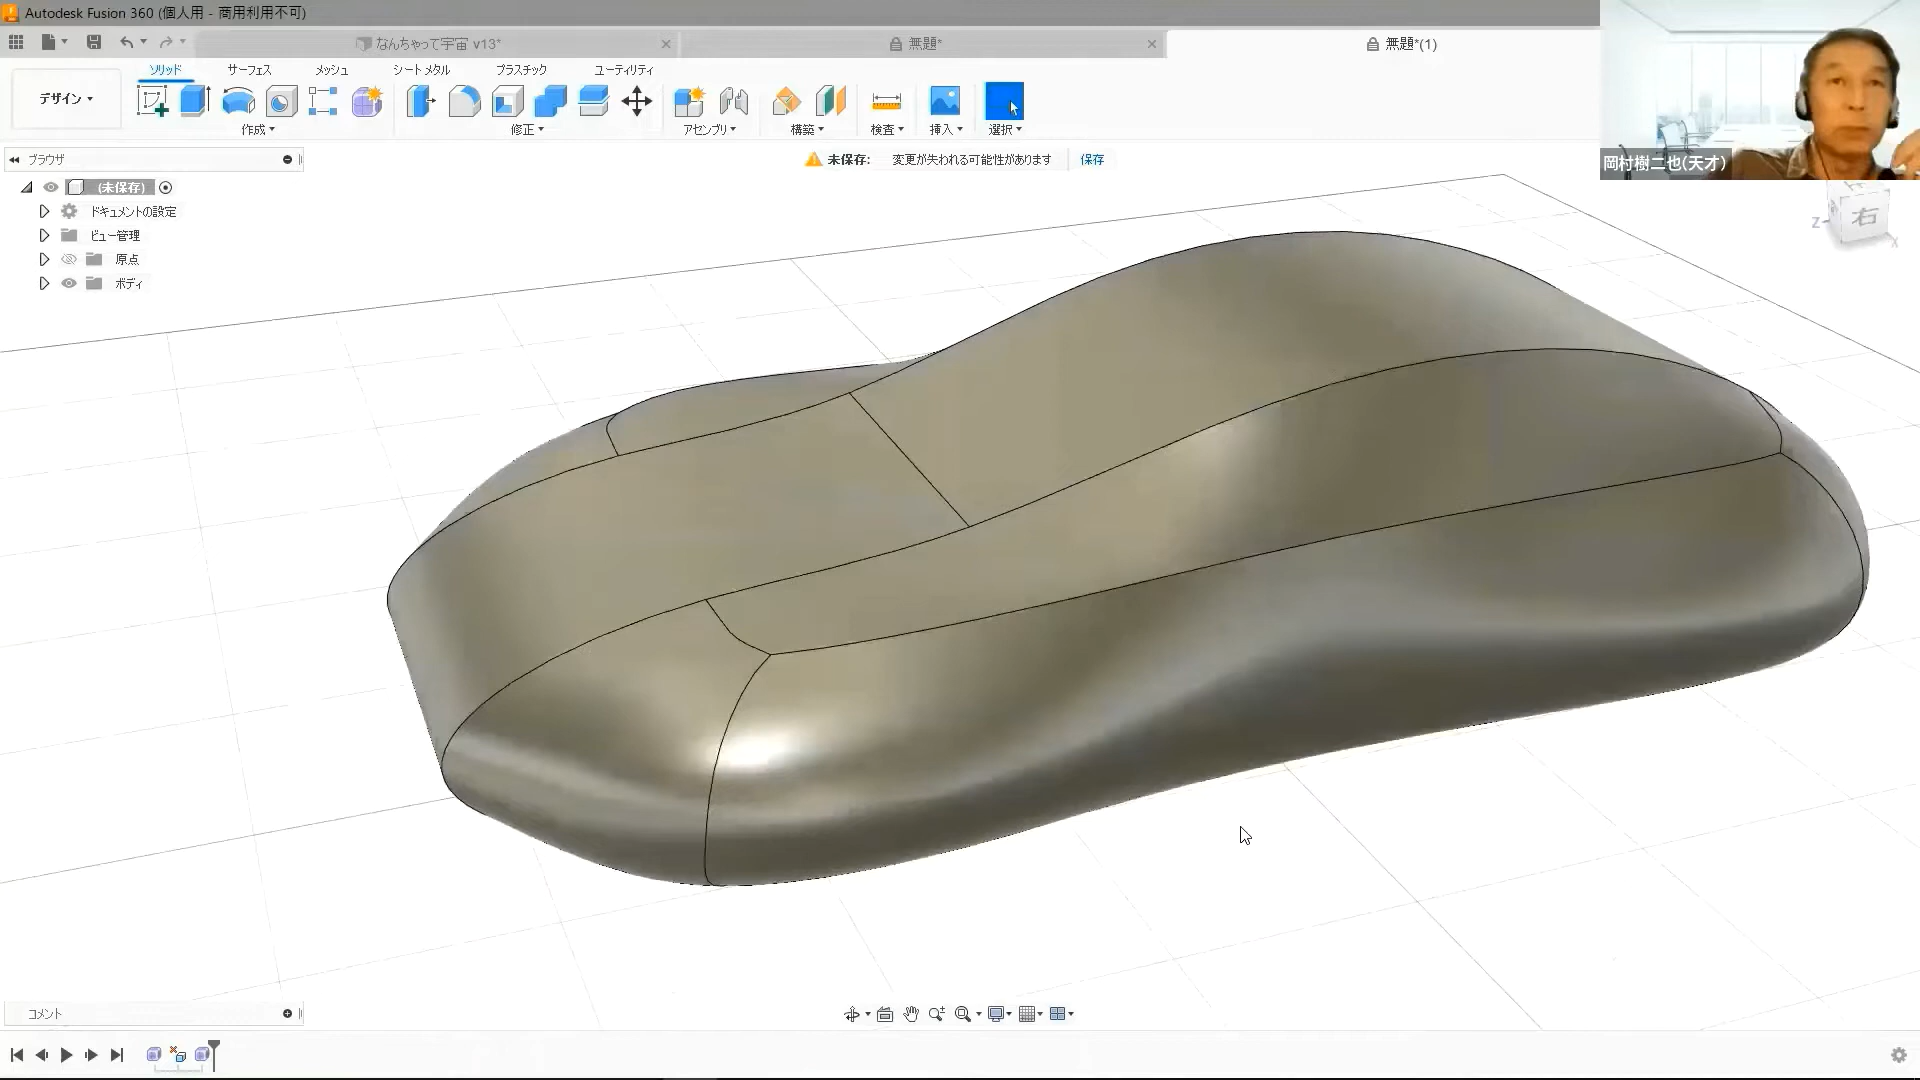 Autodesk Fusion 360 (個人用 - 商用利用不可)
なんちゃって宇宙 v13*
無題*
無題*(1)
ソリッド
サーフェス
メッシュ
シート メタル
プラスチック
ユーティリティ
デザイン
作成
修正
アセンブリ
構築
検査
挿入
選択
岡村樹二也(天才)
ブラウザ
未保存: 変更が失われる可能性があります 保存
(未保存)
ドキュメントの設定
ビュー管理
原点
ボディ
Z
右
X
コメント